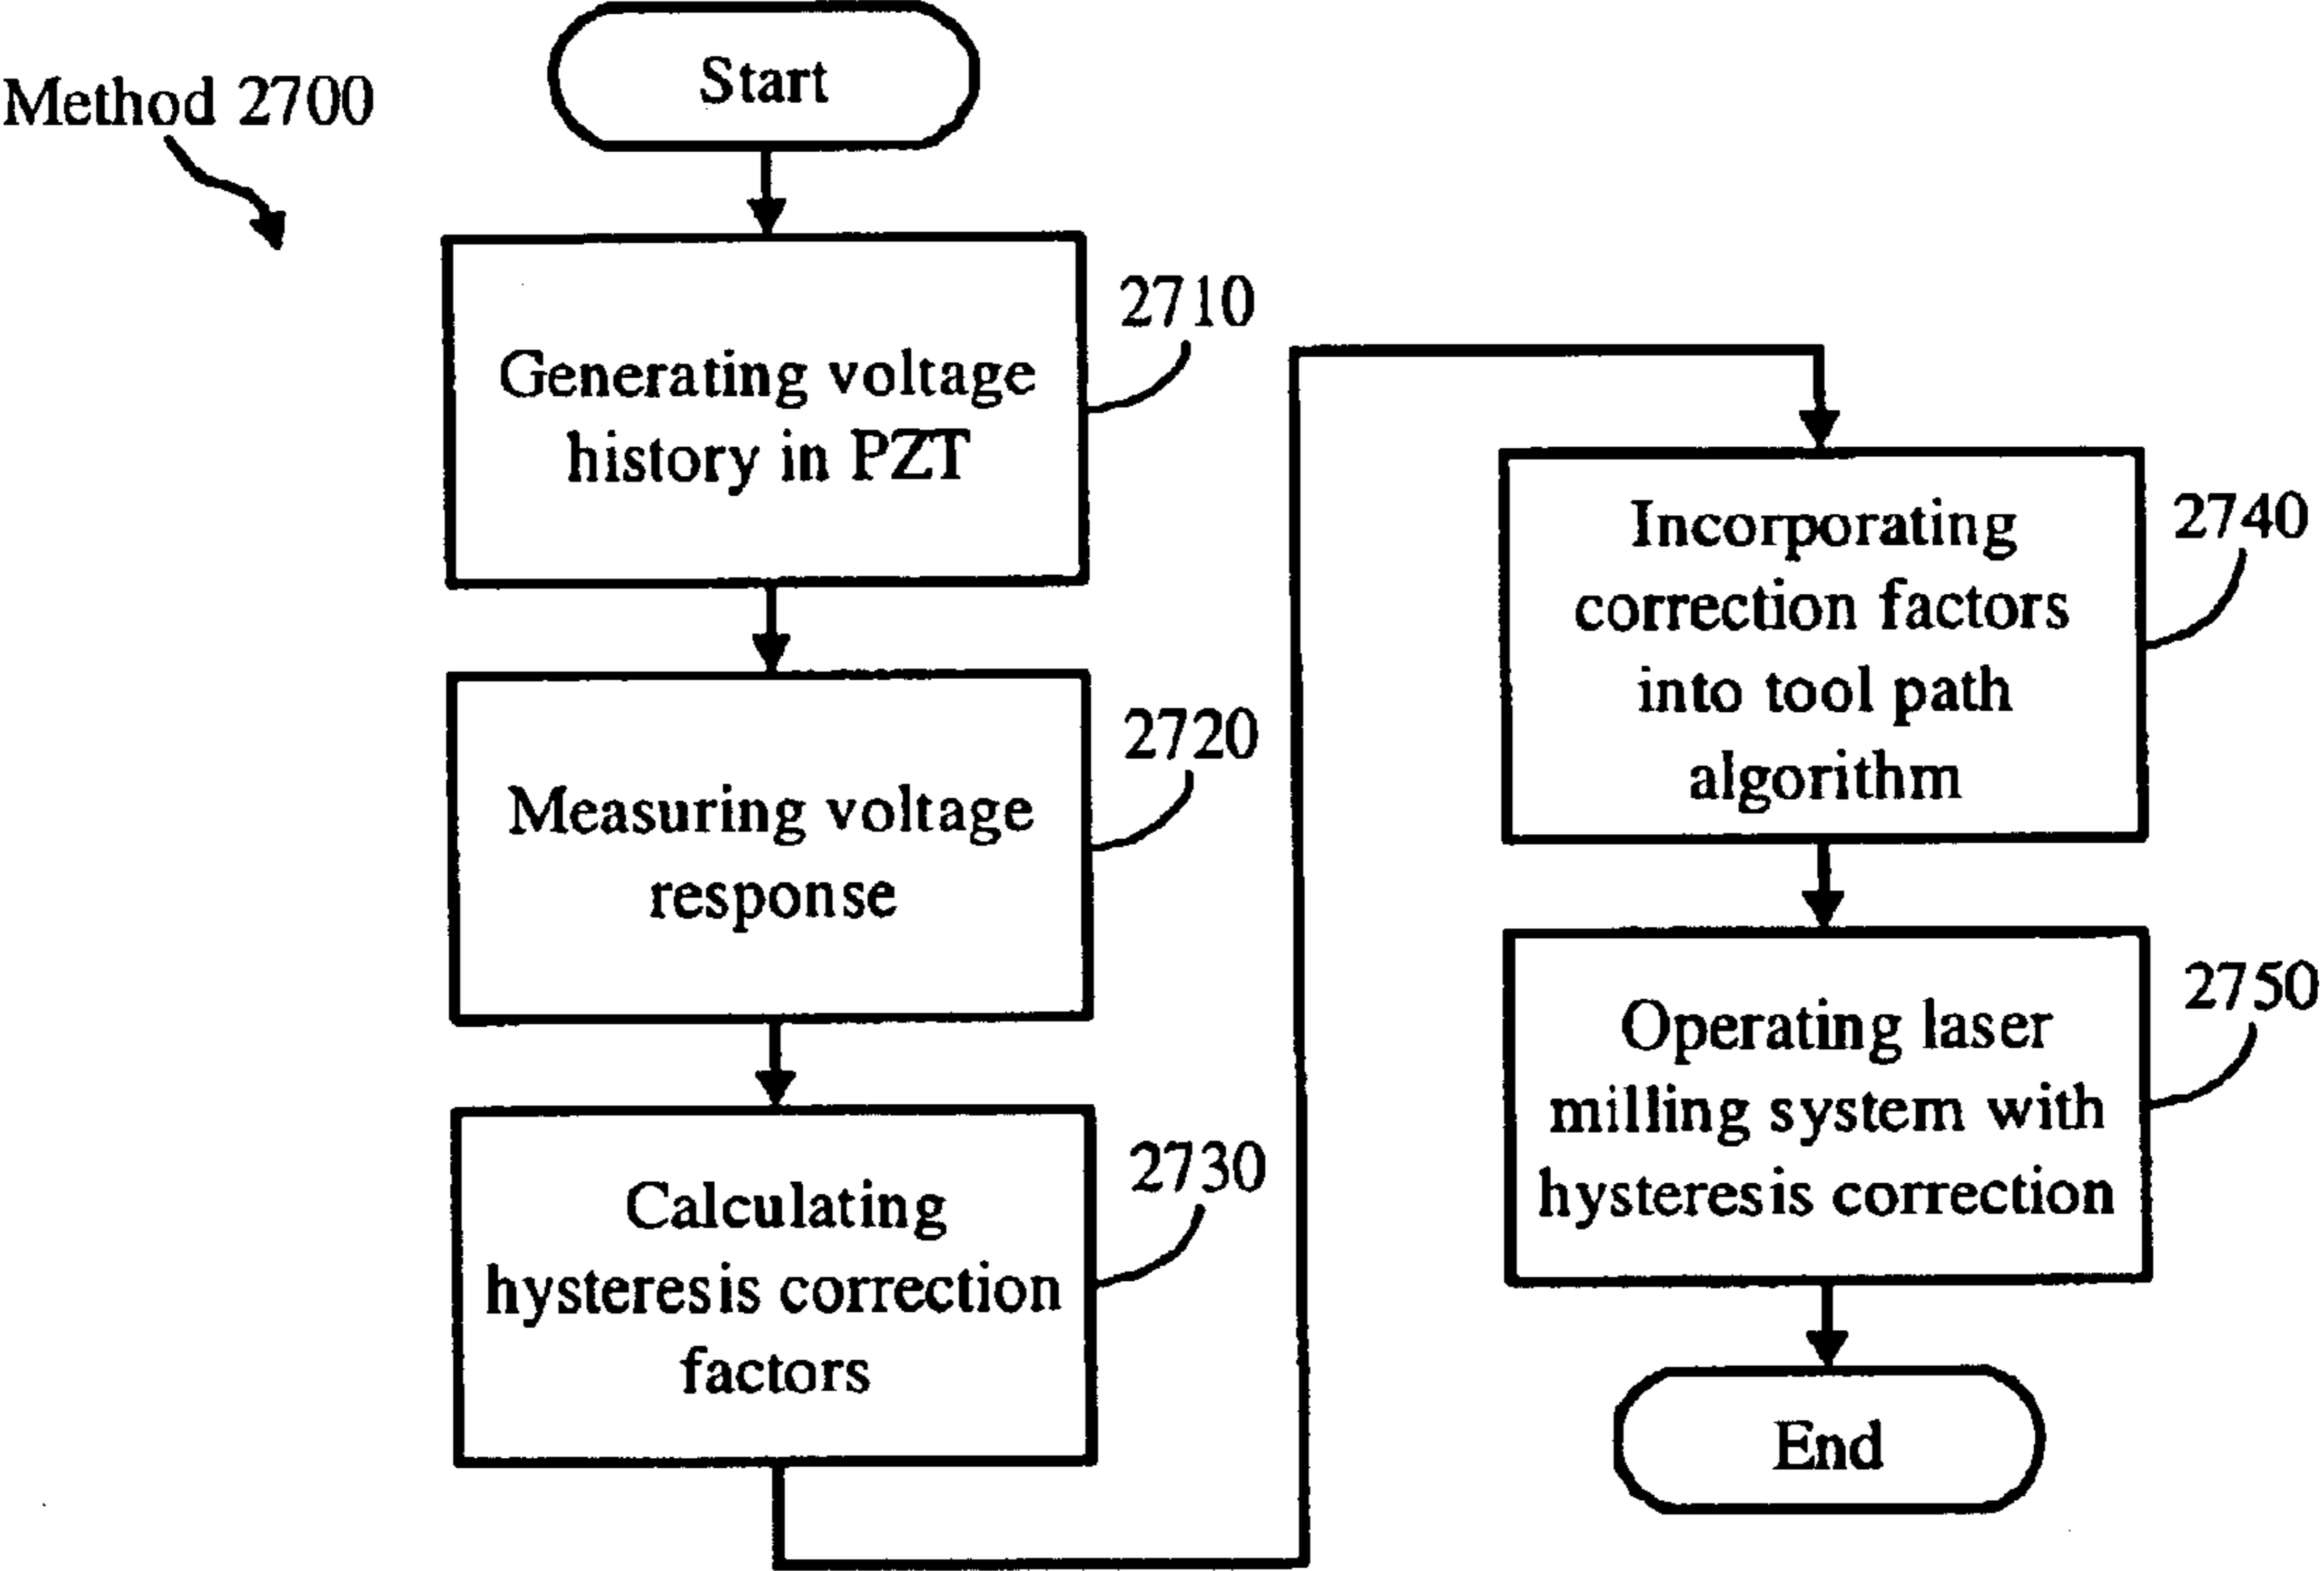 Method 2700
Start
Generating voltage
history in PZT
2710
Measuring voltage
response
2720
Calculating
hysteresis correction
factors
2730
Incorporating
correction factors
into tool path
algorithm
2740
Operating laser
milling system with
hysteresis correction
2750
End